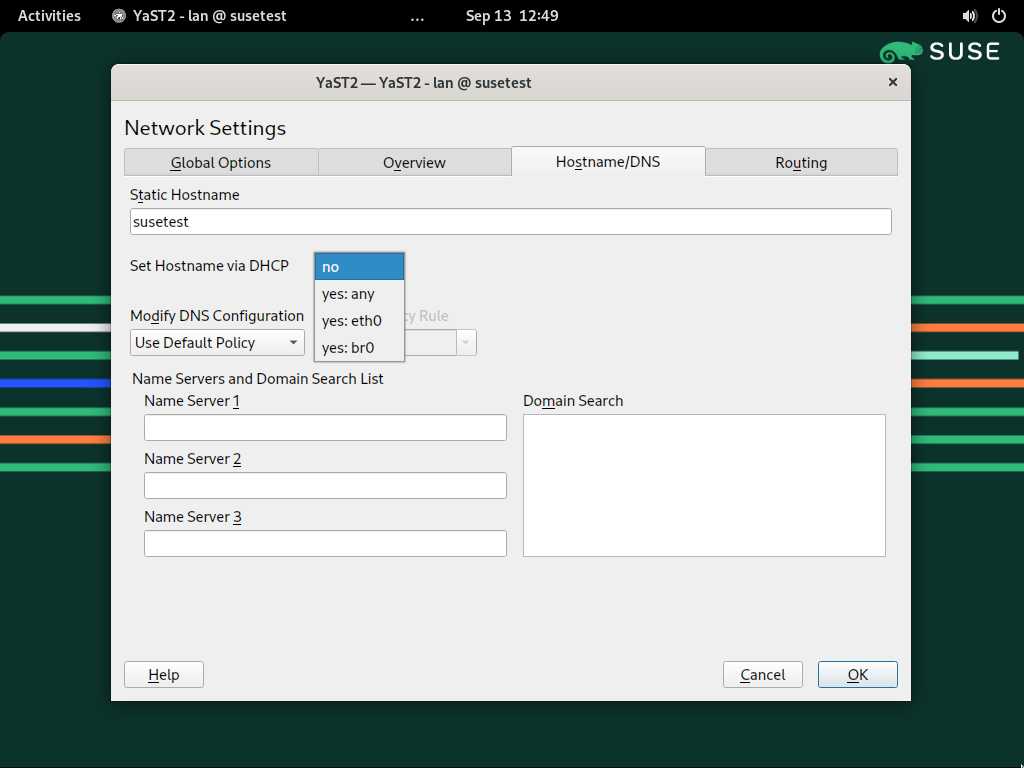 Activities YaST2 - lan @ susetest ... Sep 13 12:49
SUSE
YaST2 — YaST2 - lan @ susetest
Network Settings
Global Options Overview Hostname/DNS Routing
Static Hostname
susetest
Set Hostname via DHCP no
yes: any
yes: eth0
yes: br0
Modify DNS Configuration Rule
Use Default Policy
Name Servers and Domain Search List
Name Server 1 Domain Search
Name Server 2
Name Server 3
Help Cancel OK